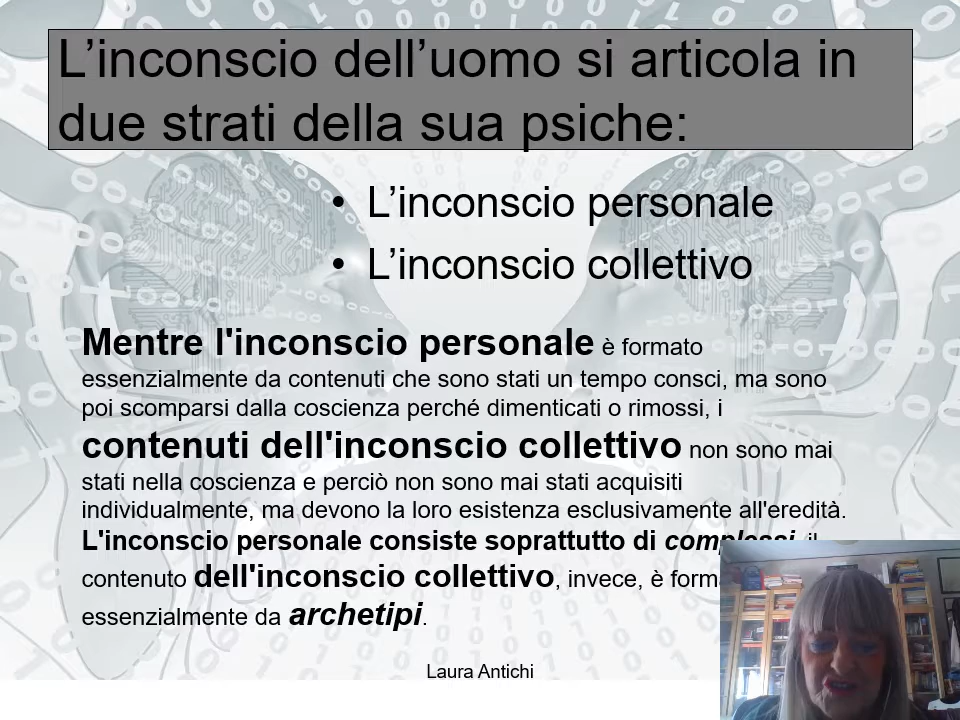 L’inconscio dell’uomo si articola in
due strati della sua psiche:
• L’inconscio personale
• L’inconscio collettivo
Mentre l'inconscio personale è formato
essenzialmente da contenuti che sono stati un tempo consci, ma sono
poi scomparsi dalla coscienza perché dimenticati o rimossi, i
contenuti dell'inconscio collettivo non sono mai
stati nella coscienza e perciò non sono mai stati acquisiti
individualmente, ma devono la loro esistenza esclusivamente all'eredità.
L'inconscio personale consiste soprattutto di complessi, il
contenuto dell'inconscio collettivo, invece, è
essenzialmente da archetipi.
Laura Antichi